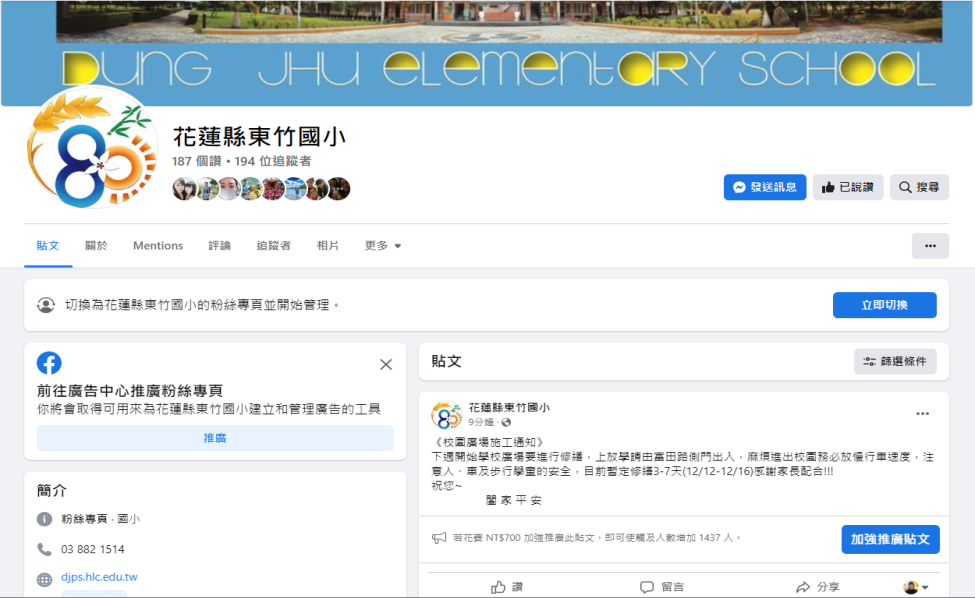 DUNG JHU ELEMENTARY SCHOOL
80
花蓮縣東竹國小
187 個讚 · 194 位追蹤者
發送訊息
已說讚
搜尋
貼文
關於
Mentions
評論
追蹤者
相片
更多
切換為花蓮縣東竹國小的粉絲專頁並開始管理。
立即切換
前往廣告中心推廣粉絲專頁
你將會取得可用來為花蓮縣東竹國小建立和管理廣告的工具
推廣
簡介
粉絲專頁 · 國小
03 882 1514
djps.hlc.edu.tw
貼文
篩選條件
花蓮縣東竹國小
9分鐘 ·
《校園廣場施工通知》
下週開始學校廣場要進行修繕，上放學請由富田路側門出入，麻煩進出校園務必放慢行車速度，注
意人、車及步行學童的安全，目前暫定修繕3-7天(12/12-12/16)感謝家長配合!!!
祝您~
闔 家 平 安
若花費 NT$700 加強推廣此貼文，即可使觸及人數增加 1437 人。
加強推廣貼文
讚
留言
分享